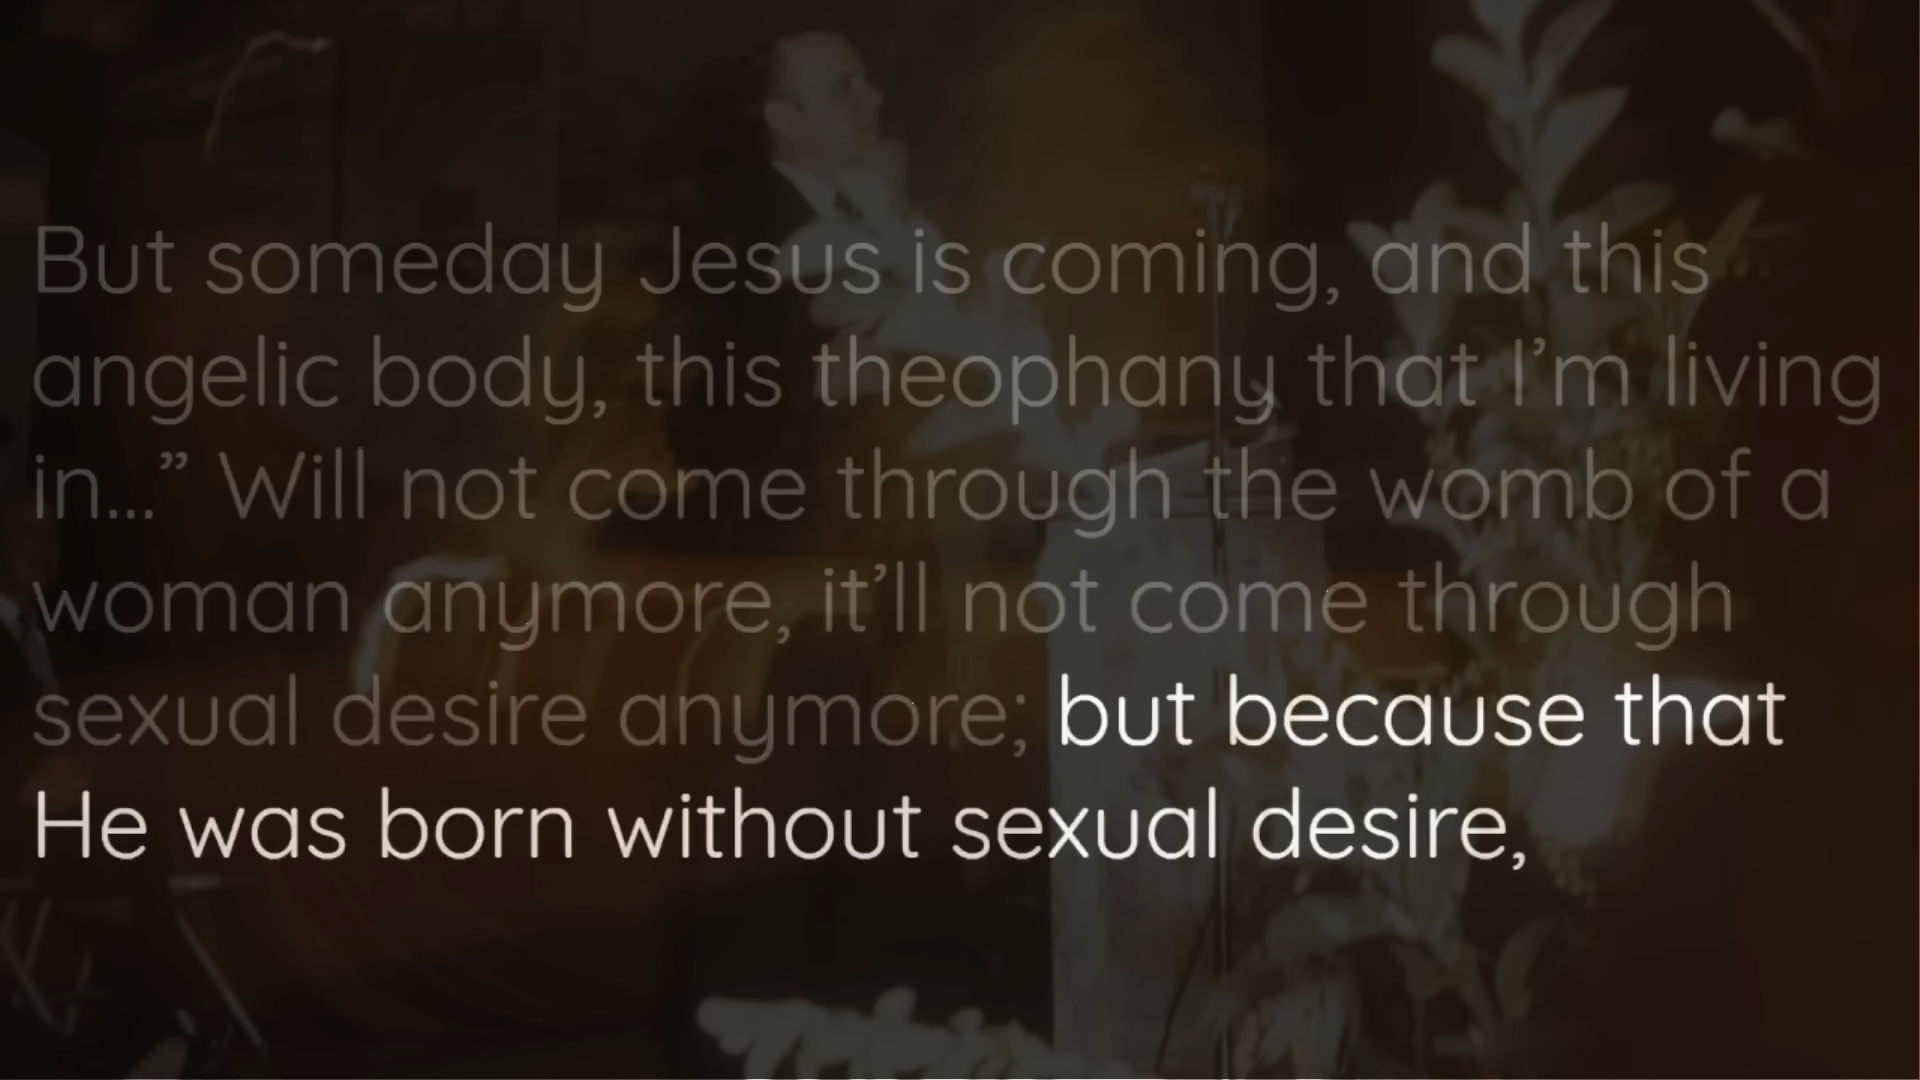 But someday Jesus is coming, and this
angelic body, this theophany that I’m living
in...” Will not come through the womb of a
woman anymore, it’ll not come through
sexual desire anymore; but because that
He was born without sexual desire,